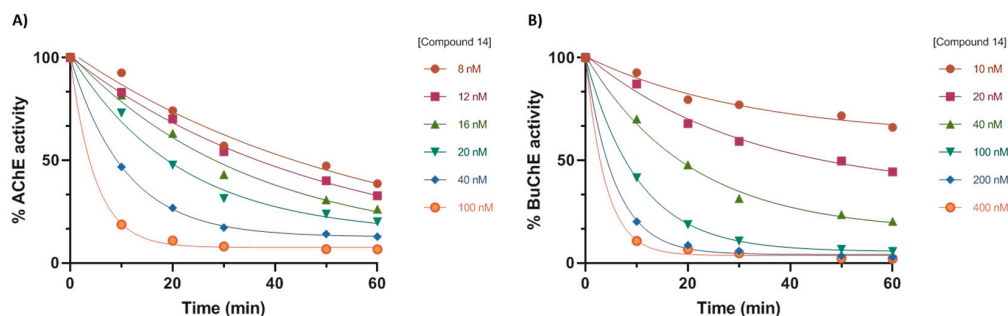 A)
[Compound 14]
100
50
0
% AChE activity
0
20
40
60
Time (min)
8 nM
12 nM
16 nM
20 nM
40 nM
100 nM
B)
[Compound 14]
100
50
0
% BuChE activity
0
20
40
60
Time (min)
10 nM
20 nM
40 nM
100 nM
200 nM
400 nM